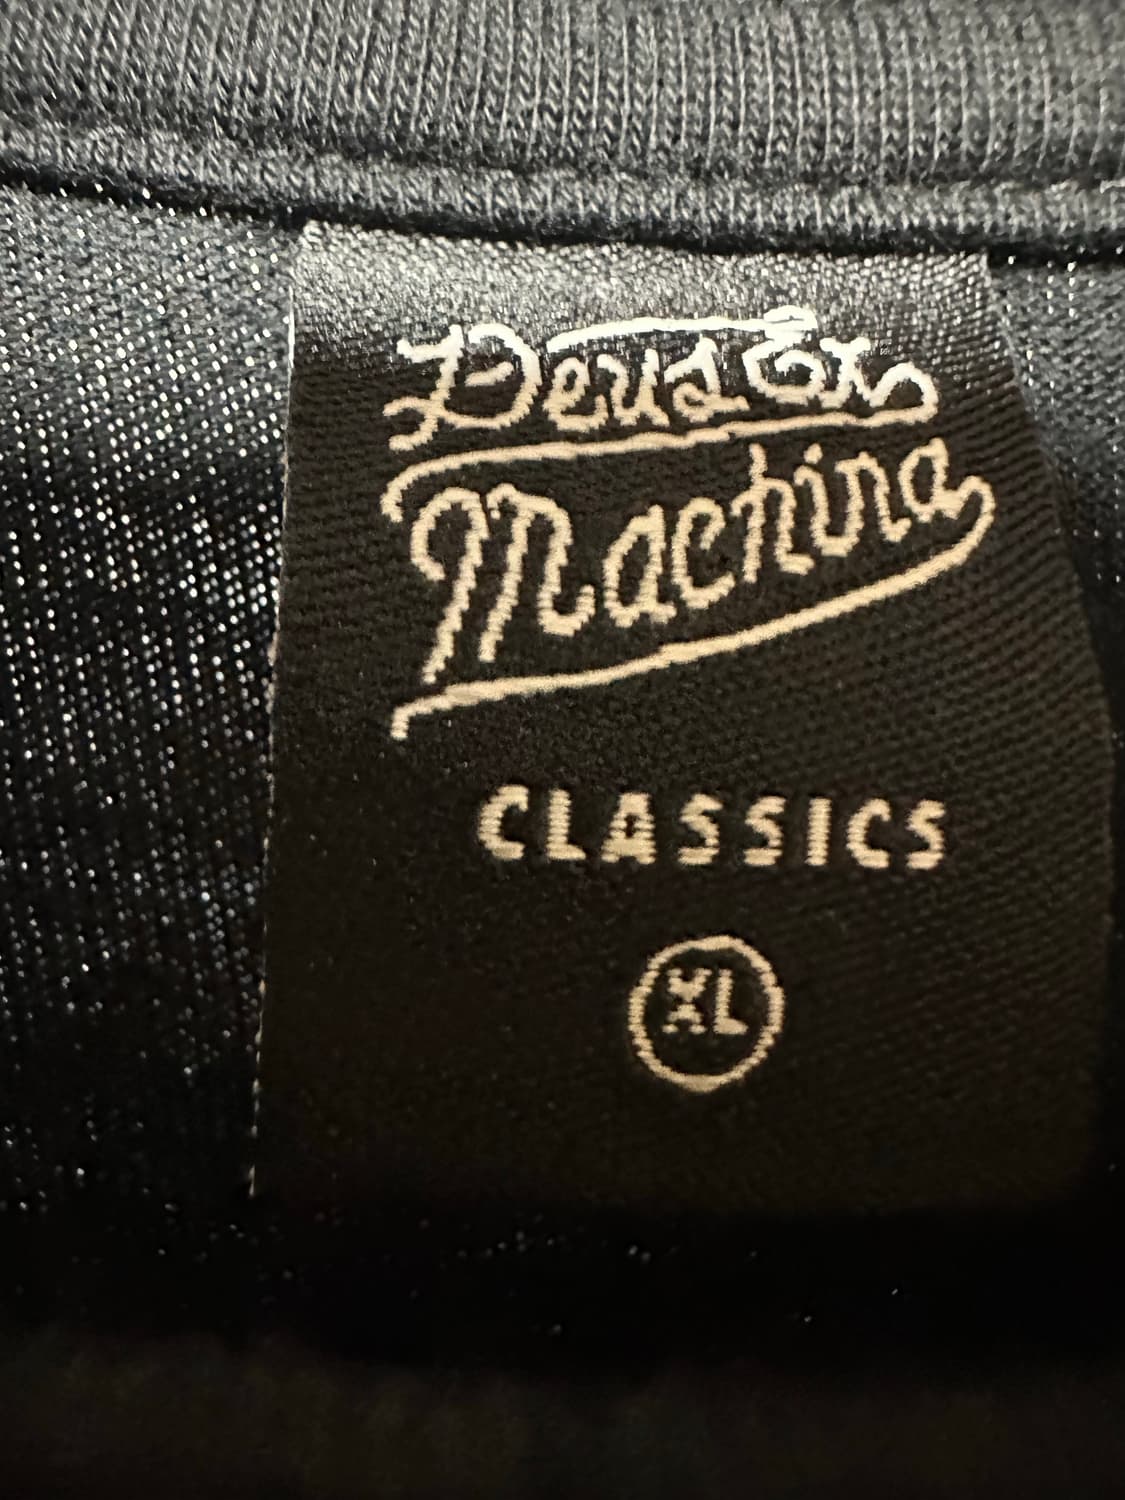 Deus Ex
Machina
CLASSICS
XL